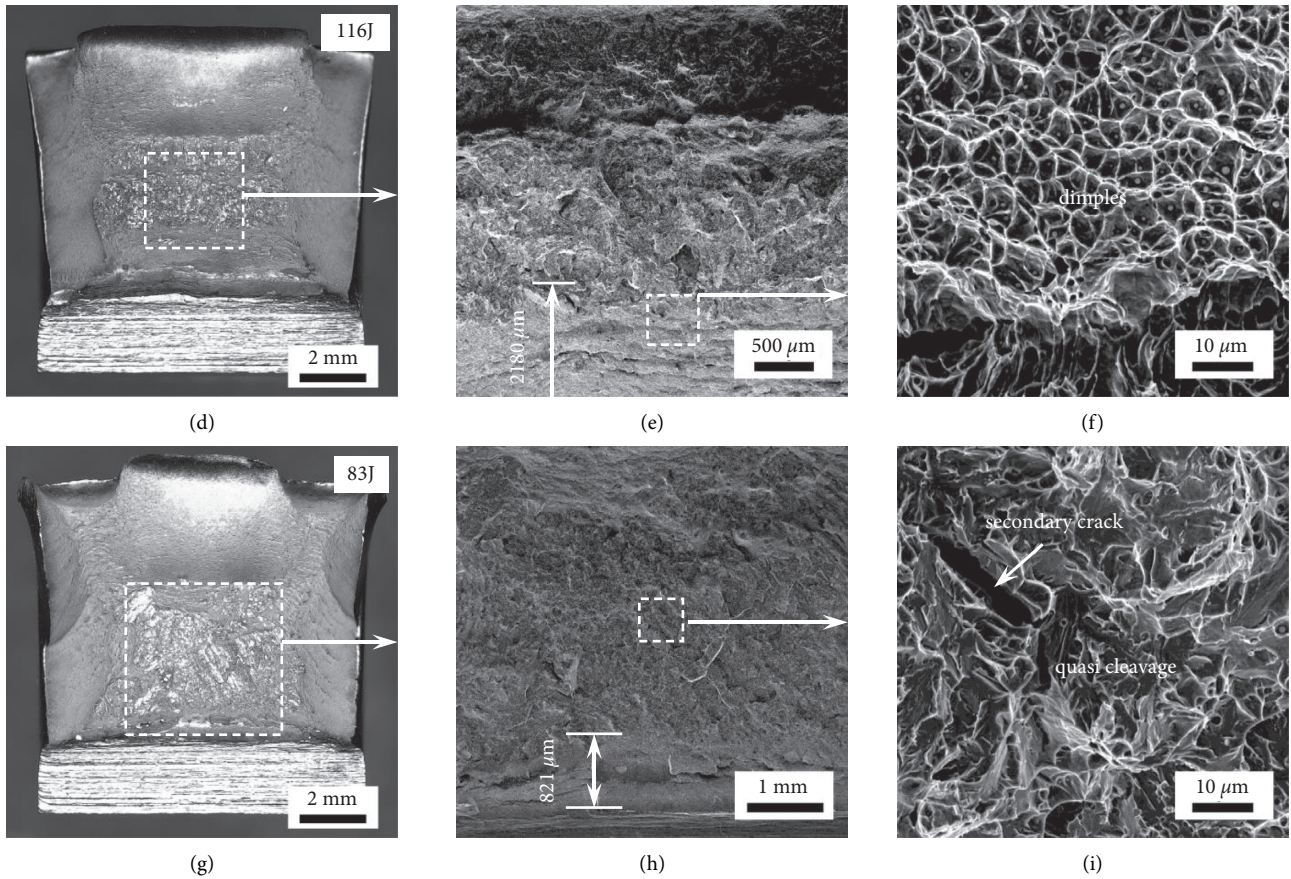 116J
2 mm
(d)
2180 µm
500 µm
(e)
dimples
10 µm
(f)
83J
2 mm
(g)
821 µm
1 mm
(h)
secondary crack
quasi cleavage
10 µm
(i)